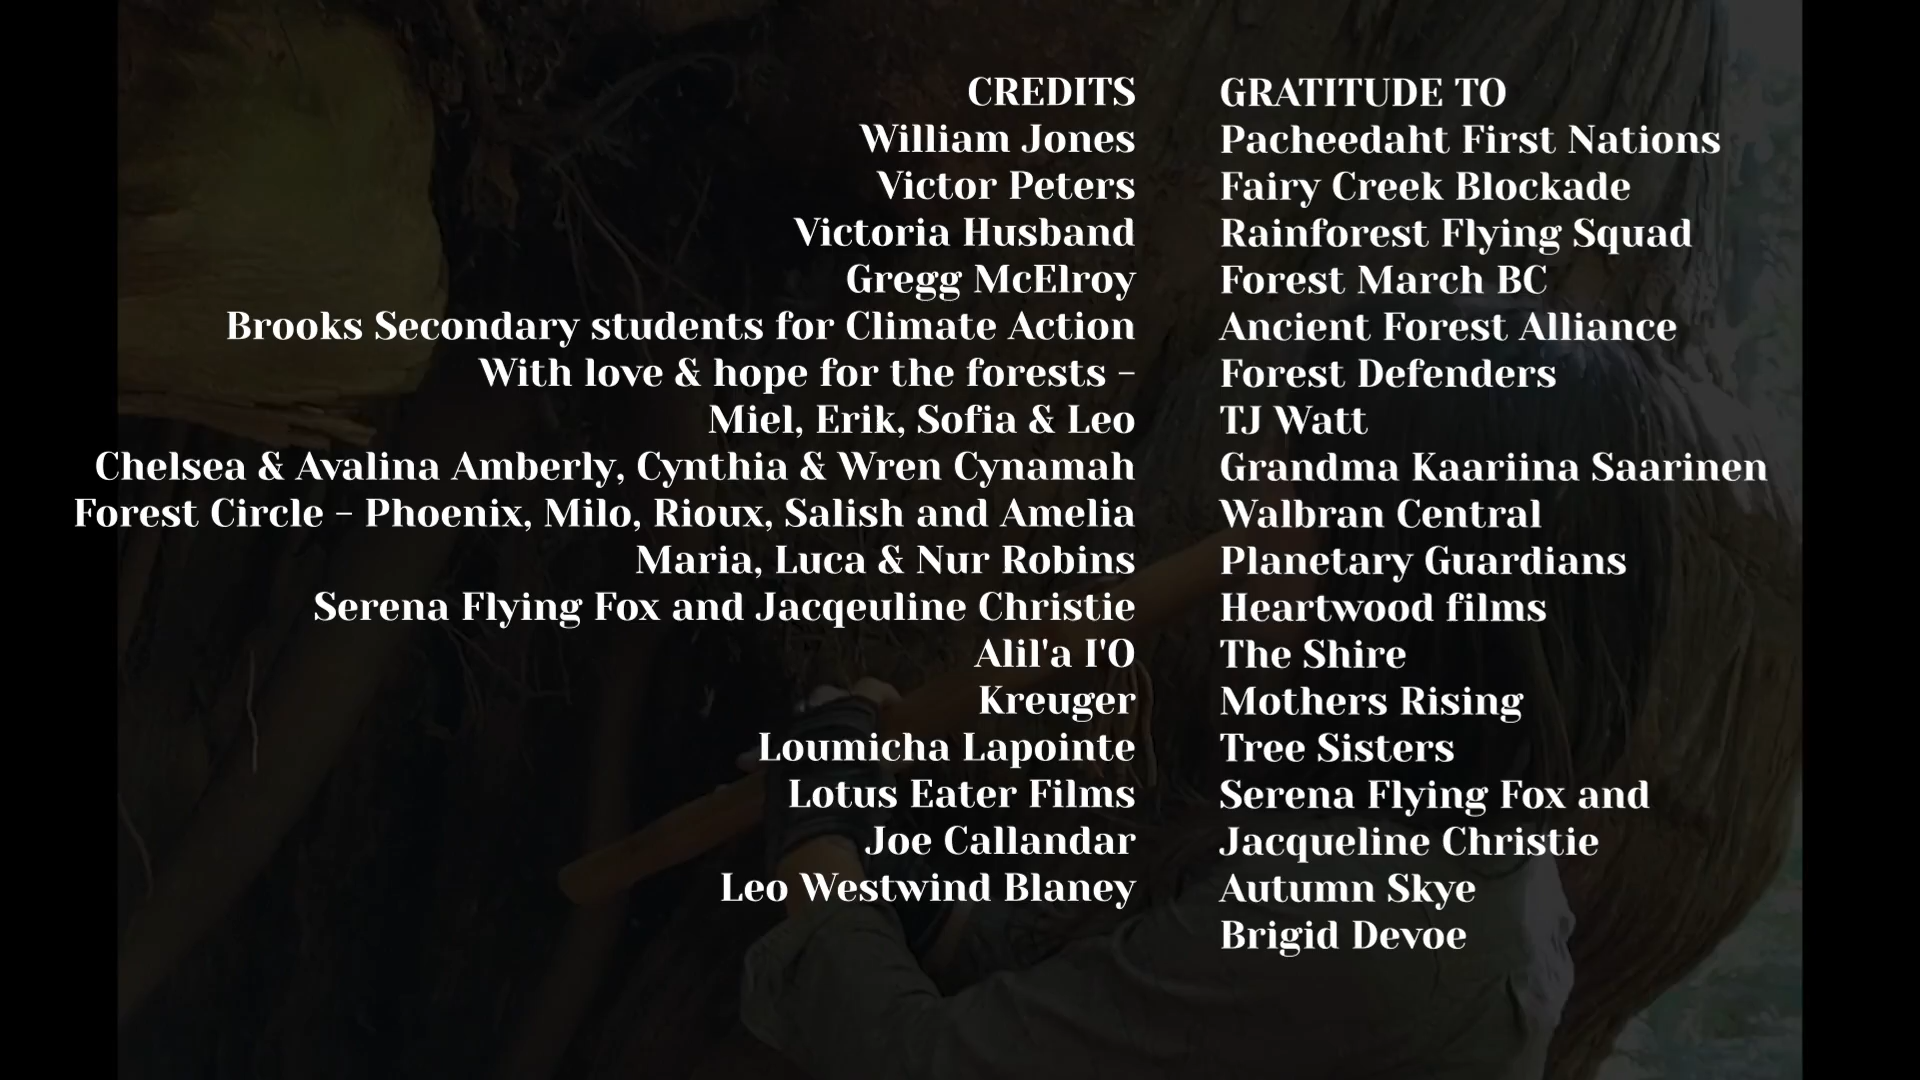 CREDITS
William Jones
Victor Peters
Victoria Husband
Gregg McElroy
Brooks Secondary students for Climate Action
With love & hope for the forests -
Miel, Erik, Sofia & Leo
Chelsea & Avalina Amberly, Cynthia & Wren Cynamah
Forest Circle - Phoenix, Milo, Rioux, Salish and Amelia
Maria, Luca & Nur Robins
Serena Flying Fox and Jacqeuline Christie
Alil'a I'O
Kreuger
Loumicha Lapointe
Lotus Eater Films
Joe Callandar
Leo Westwind Blaney
GRATITUDE TO
Pacheedaht First Nations
Fairy Creek Blockade
Rainforest Flying Squad
Forest March BC
Ancient Forest Alliance
Forest Defenders
TJ Watt
Grandma Kaariina Saarinen
Walbran Central
Planetary Guardians
Heartwood films
The Shire
Mothers Rising
Tree Sisters
Serena Flying Fox and
Jacqueline Christie
Autumn Skye
Brigid Devoe